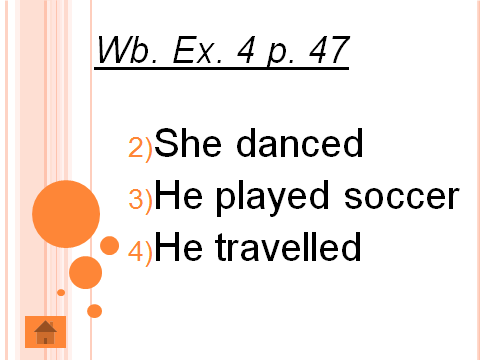 Wb. Ex. 4 p. 47
2)She danced
3)He played soccer
4)He travelled